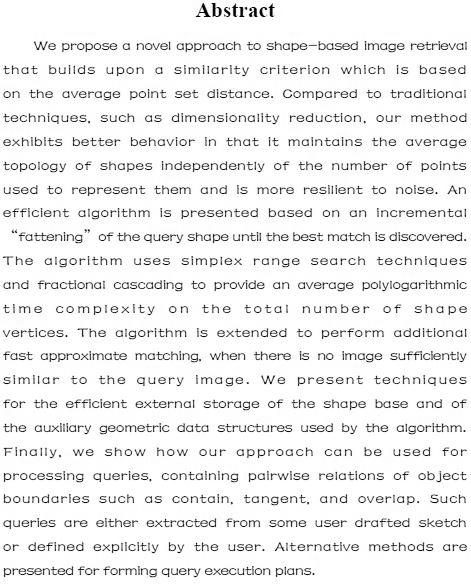 Abstract
We propose a novel approach to shape-based image retrieval
that builds upon a similarity criterion which is based
on the average point set distance. Compared to traditional
techniques, such as dimensionality reduction, our method
exhibits better behavior in that it maintains the average
topology of shapes independently of the number of points
used to represent them and is more resilient to noise. An
efficient algorithm is presented based on an incremental
“fattening” of the query shape until the best match is discovered.
The algorithm uses simplex range search techniques
and fractional cascading to provide an average polylogarithmic
time complexity on the total number of shape
vertices. The algorithm is extended to perform additional
fast approximate matching, when there is no image sufficiently
similar to the query image. We present techniques
for the efficient external storage of the shape base and of
the auxiliary geometric data structures used by the algorithm.
Finally, we show how our approach can be used for
processing queries, containing pairwise relations of object
boundaries such as contain, tangent, and overlap. Such
queries are either extracted from some user drafted sketch
or defined explicitly by the user. Alternative methods are
presented for forming query execution plans.